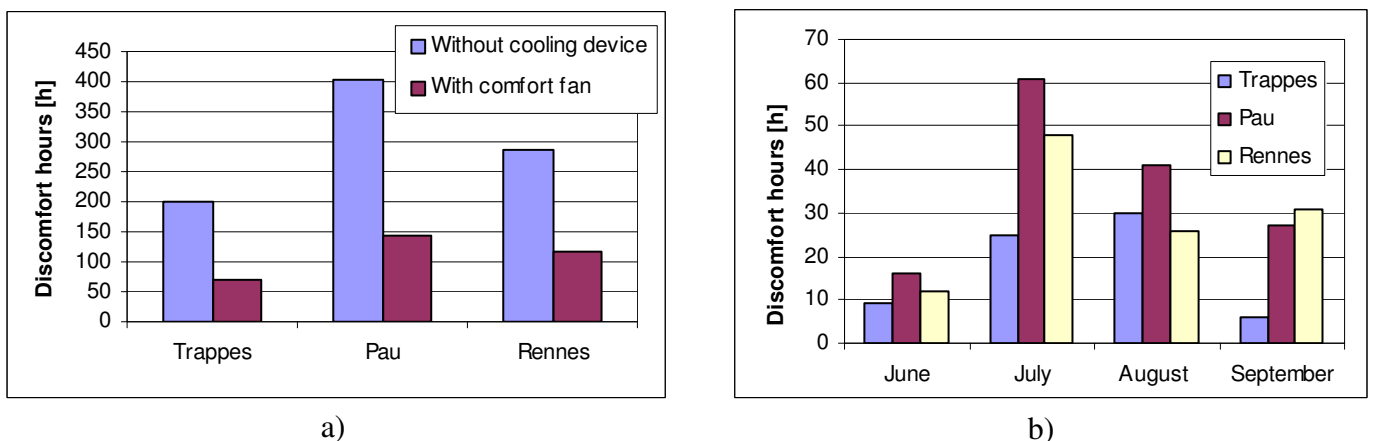 Discomfort hours [h]
450
400
350
300
250
200
150
100
50
0
Without cooling device
With comfort fan
Trappes Pau Rennes
a)
Discomfort hours [h]
70
60
50
40
30
20
10
0
Trappes
Pau
Rennes
June July August September
b)